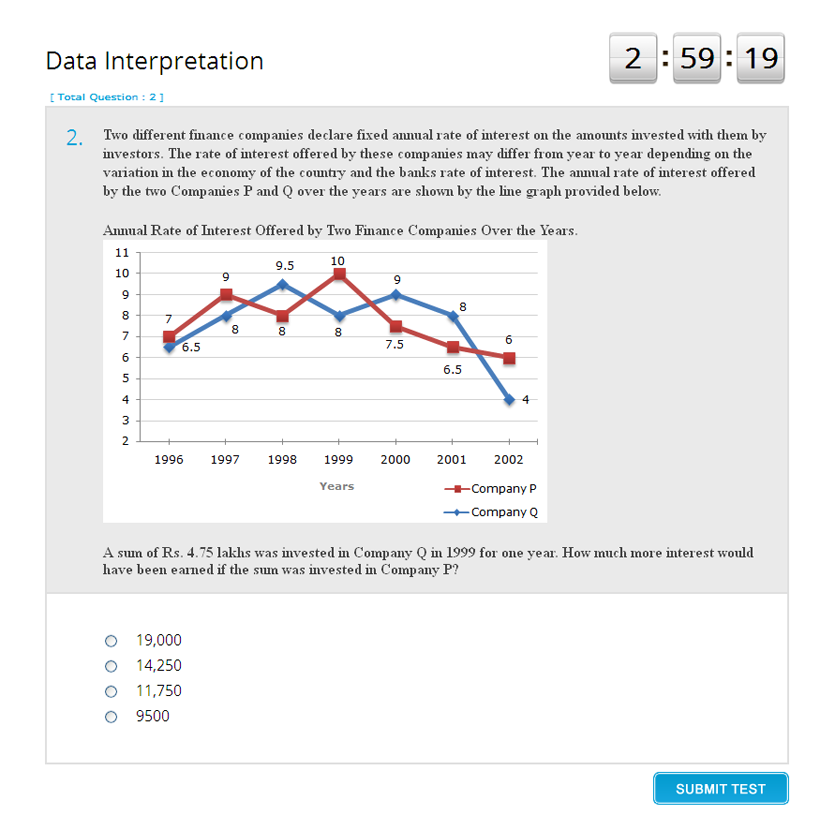 Data Interpretation
2 : 59 : 19
[ Total Question : 2 ]
2.
Two different finance companies declare fixed annual rate of interest on the amounts invested with them by
investors. The rate of interest offered by these companies may differ from year to year depending on the
variation in the economy of the country and the banks rate of interest. The annual rate of interest offered
by the two Companies P and Q over the years are shown by the line graph provided below.
Annual Rate of Interest Offered by Two Finance Companies Over the Years.
11
10
9
8
7
6
5
4
3
2
7
9
8
10
7.5
6.5
6
6.5
8
9.5
8
9
8
4
1996 1997 1998 1999 2000 2001 2002
Years
Company P
Company Q
A sum of Rs. 4.75 lakhs was invested in Company Q in 1999 for one year. How much more interest would
have been earned if the sum was invested in Company P?
19,000
14,250
11,750
9500
SUBMIT TEST